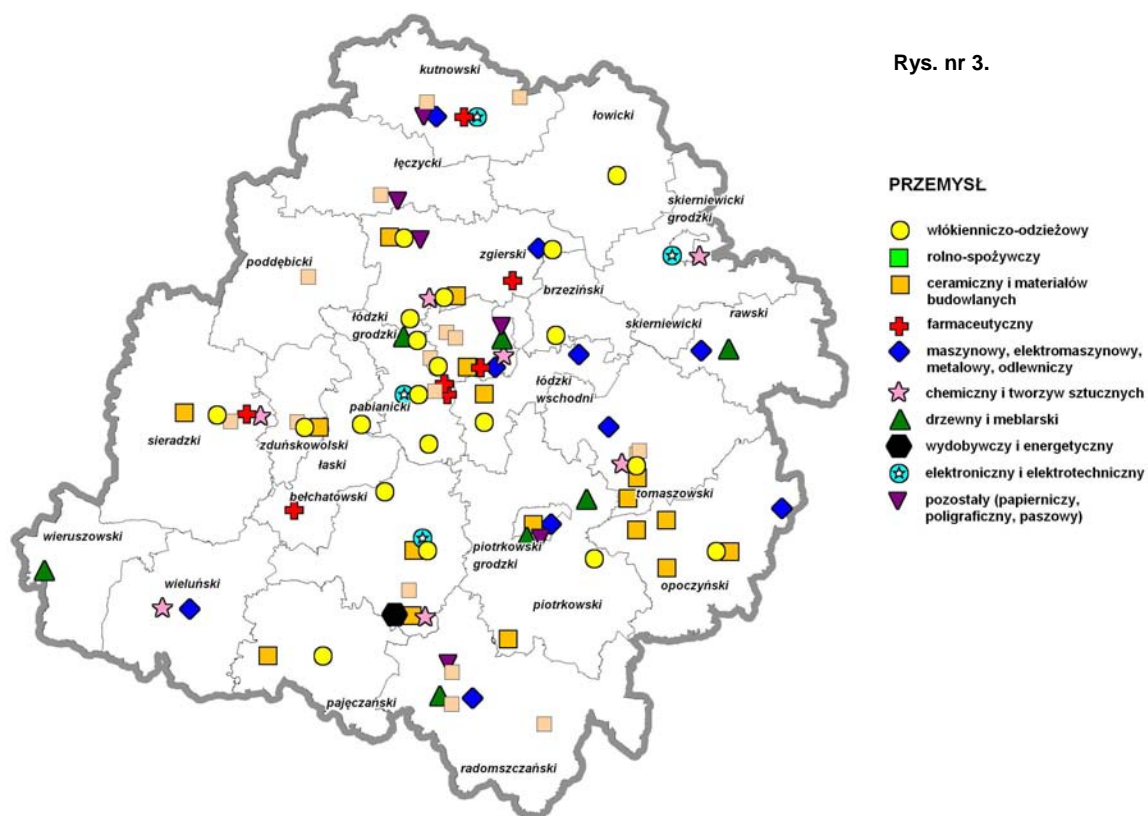 Rys. nr 3.
kutnowski
łowicki
łęczycki
skierniewicki
grodzki
zgierski
poddębicki
brzeziński
łódzki
grodzki
skierniewicki
rawski
łódzki
wschodni
pabianicki
sieradzki
zduńskowolski
łaski
bełchatowski
tomaszowski
wieruszowski
piotrkowski
grodzki
opoczyński
wieluński
piotrkowski
pajęczański
radomszczański
PRZEMYSŁ
włókienniczo-odzieżowy
rolno-spożywczy
ceramiczny i materiałów
budowlanych
farmaceutyczny
maszynowy, elektromaszynowy,
metalowy, odlewniczy
chemiczny i tworzyw sztucznych
drzewny i meblarski
wydobywczy i energetyczny
elektroniczny i elektrotechniczny
pozostały (papierniczy,
poligraficzny, paszowy)